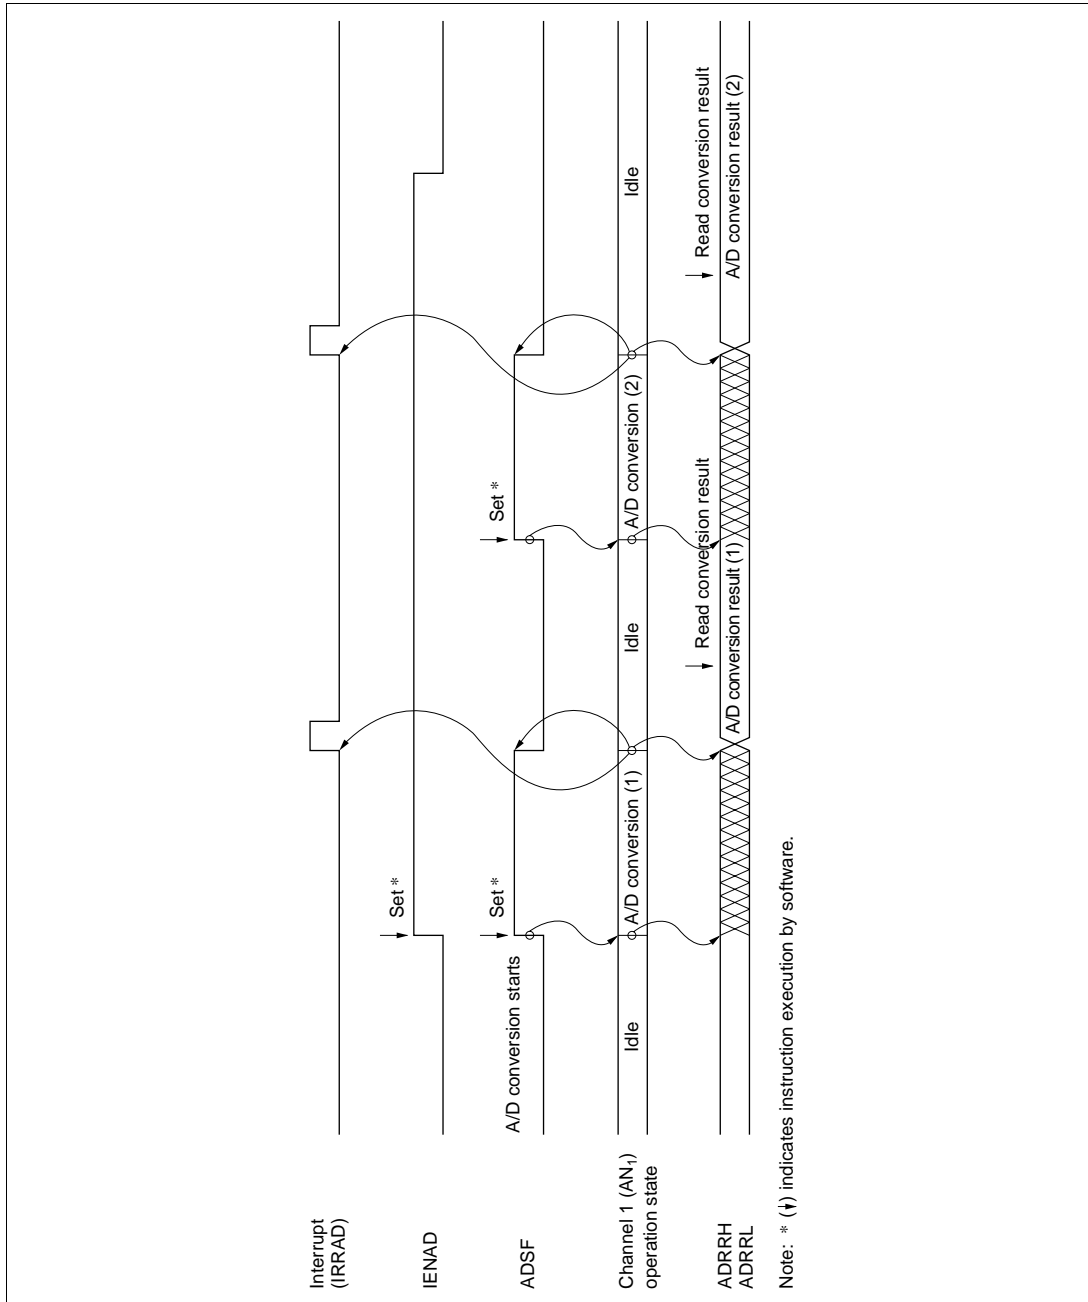 Interrupt
(IRRAD)
IENAD
Set *
ADSF
A/D conversion starts
Set *
Set *
Channel 1 (AN₁)
operation state
Idle
A/D conversion (1)
Idle
A/D conversion (2)
Idle
Read conversion result
Read conversion result
ADRRH
ADRRL
A/D conversion result (1)
A/D conversion result (2)
Note: * (↓) indicates instruction execution by software.